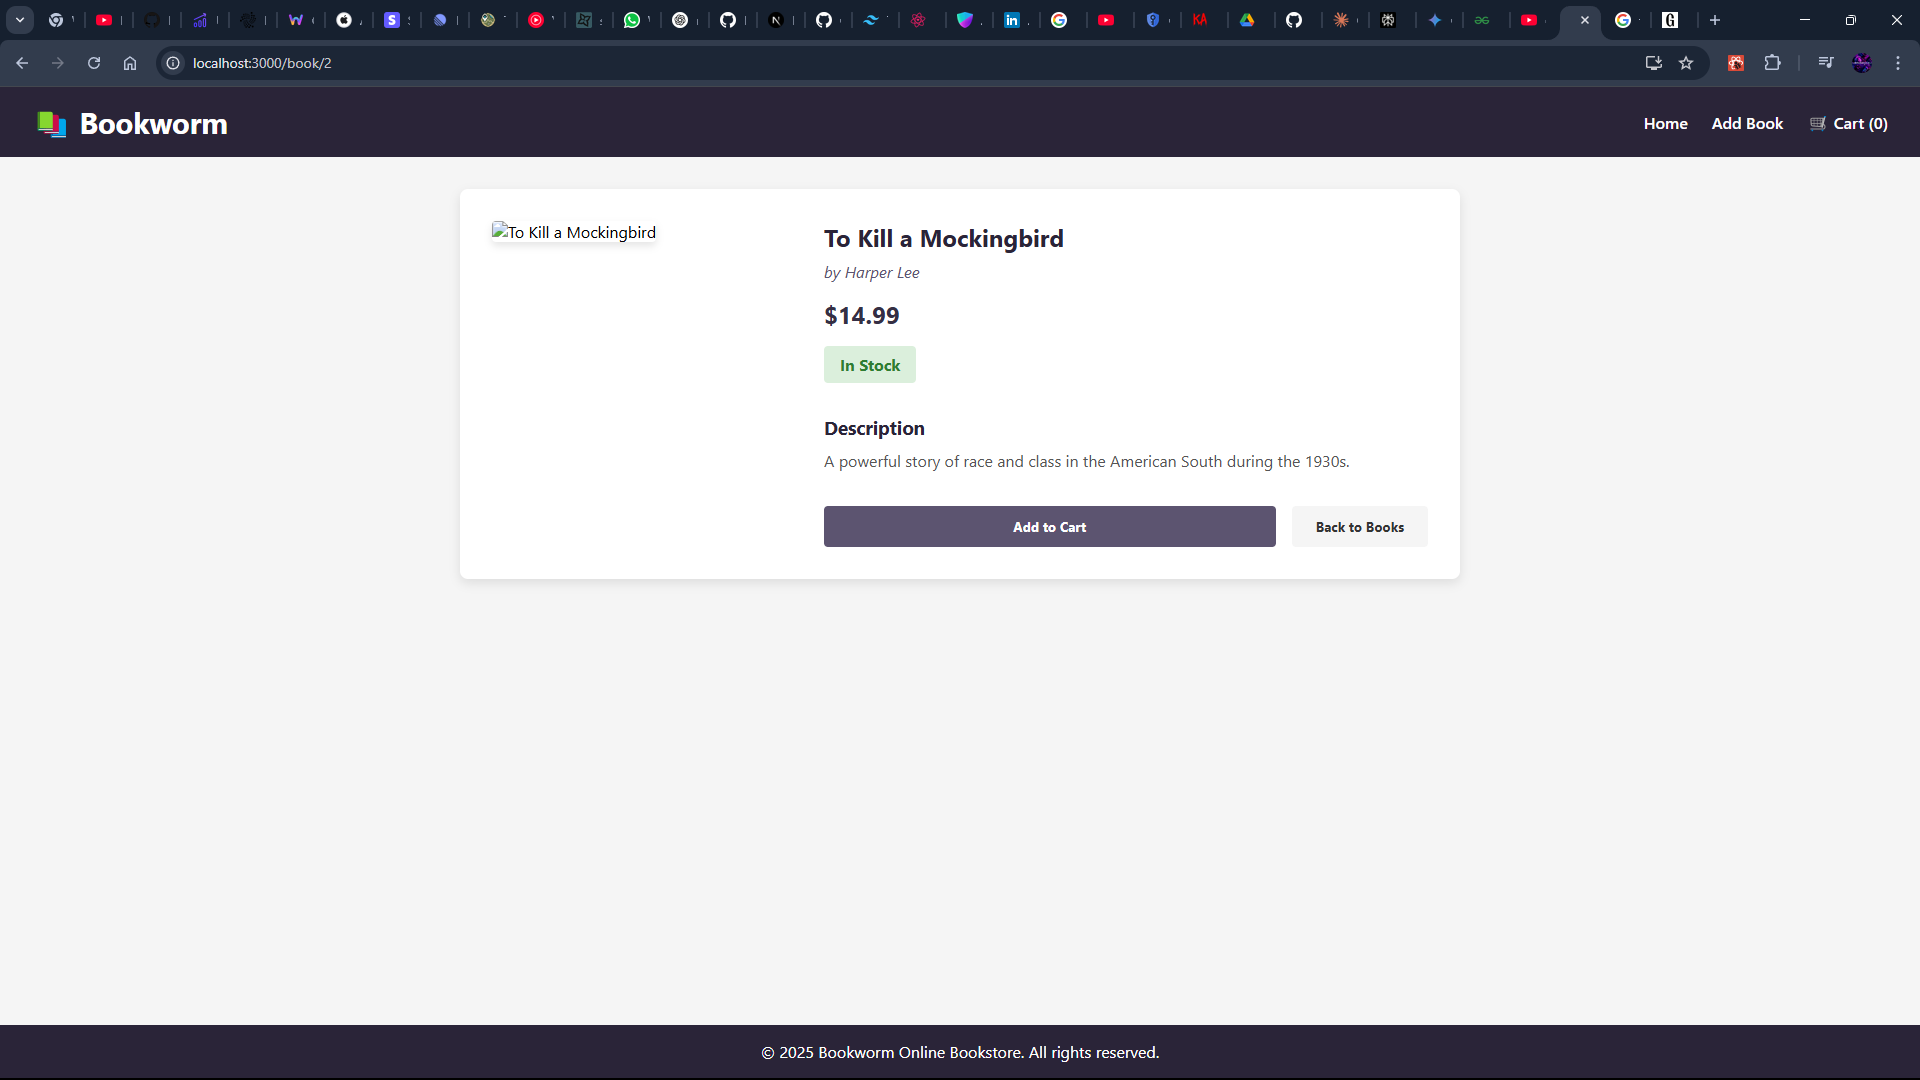 localhost:3000/book/2
Bookworm
Home
Add Book
Cart (0)
To Kill a Mockingbird
To Kill a Mockingbird
by Harper Lee
$14.99
In Stock
Description
A powerful story of race and class in the American South during the 1930s.
Add to Cart
Back to Books
© 2025 Bookworm Online Bookstore. All rights reserved.